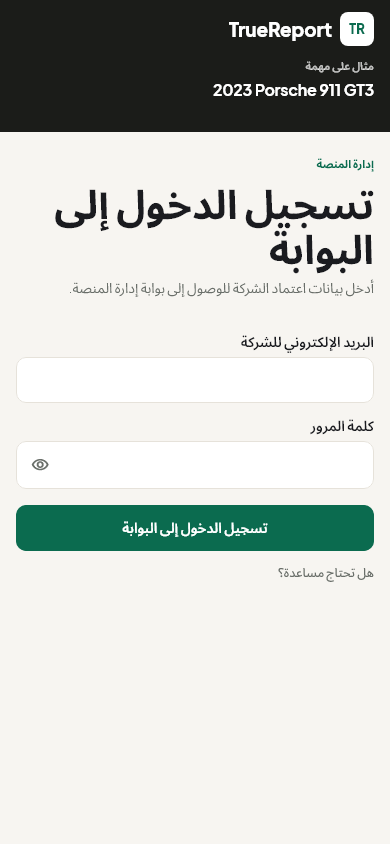 TrueReport
TR
مثال على مهمة
2023 Porsche 911 GT3
إدارة المنصة
تسجيل الدخول إلى
البوابة
أدخل بيانات اعتماد الشركة للوصول إلى بوابة إدارة المنصة.
البريد الإلكتروني للشركة
كلمة المرور
تسجيل الدخول إلى البوابة
هل تحتاج مساعدة؟